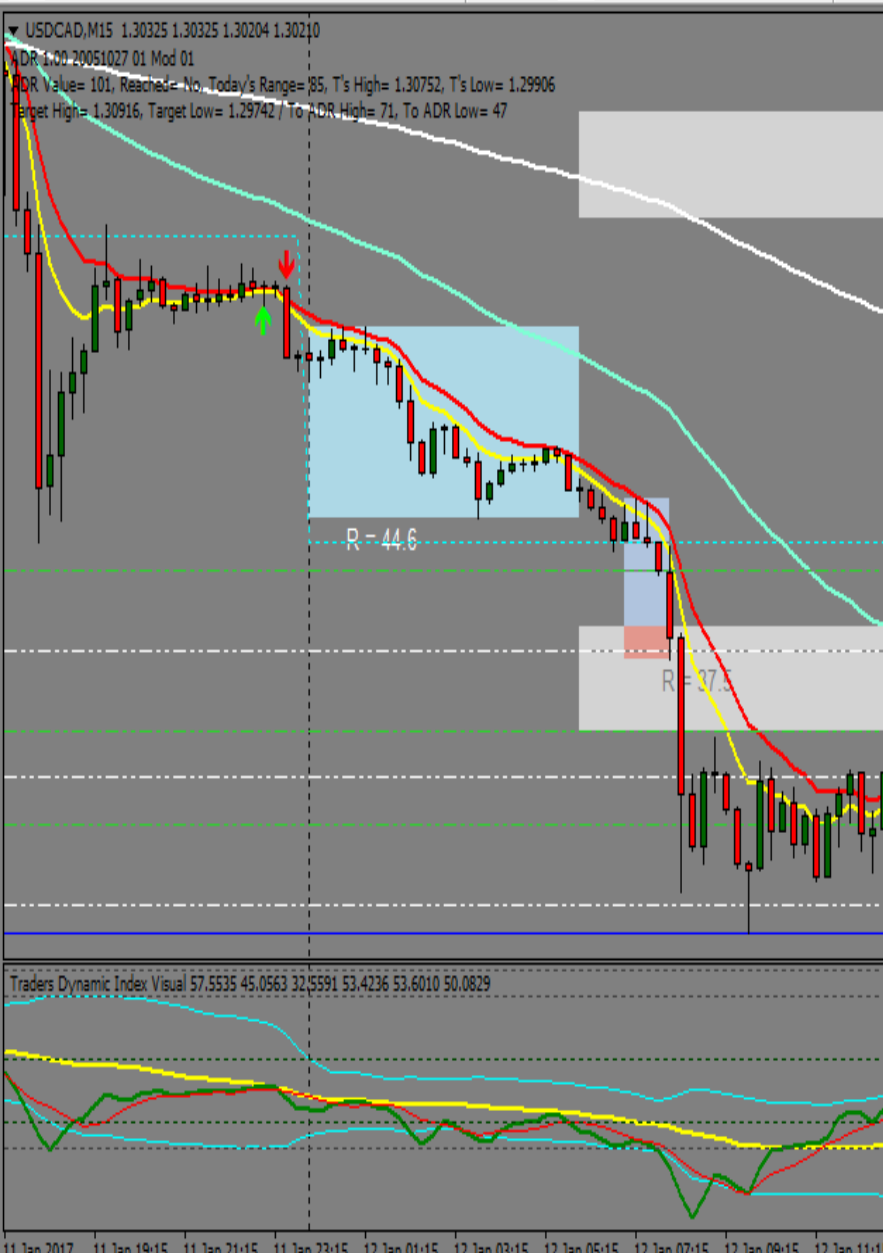 USDCAD,M15 1.30325 1.30325 1.30204 1.30210
ADR 1.00 20051027 01 Mod 01
ADR Value= 101, Reached= No, Today's Range= 85, T's High= 1.30752, T's Low= 1.29906
Target High= 1.30916, Target Low= 1.29742 / To ADR High= 71, To ADR Low= 47
R = 44.6
R = 37.5
Traders Dynamic Index Visual 57.5535 45.0563 32.5591 53.4236 53.6010 50.0829
11 Jan 2017 11 Jan 19:15 11 Jan 21:15 11 Jan 23:15 12 Jan 01:15 12 Jan 03:15 12 Jan 05:15 12 Jan 07:15 12 Jan 09:15 12 Jan 11:1